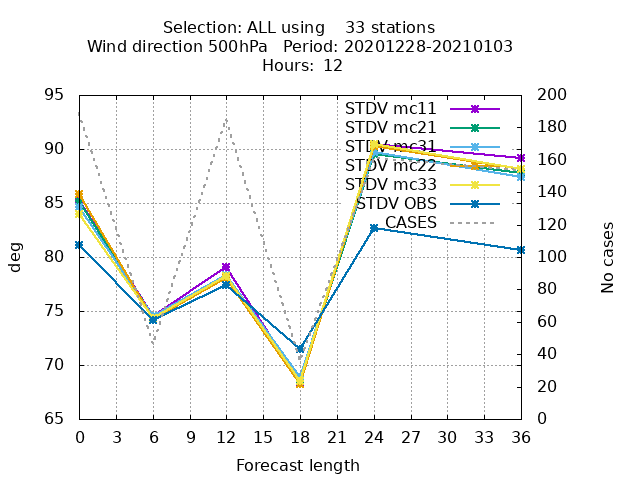 Selection: ALL using 33 stations
Wind direction 500hPa Period: 20201228-20210103
Hours: 12
95
90
85
80
75
70
65
200
180
160
140
120
100
80
60
40
20
0
deg
No cases
STDV mc11
STDV mc21
STDV mc31
STDV mc22
STDV mc33
STDV OBS
CASES
0 3 6 9 12 15 18 21 24 27 30 33 36
Forecast length